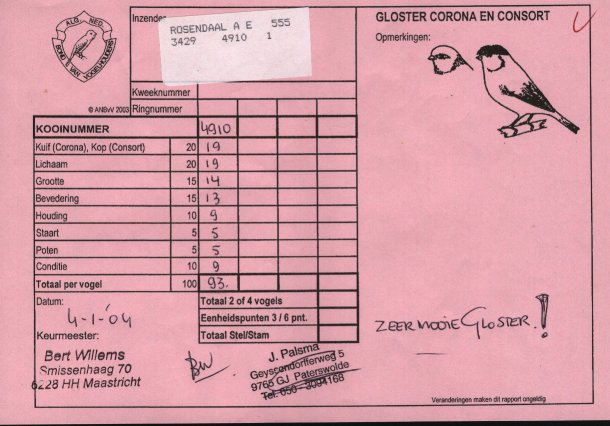 ALG. NED.
BOND v. VAN VOGELHOUDERS
© ANBvV 2003
Inzender
ROSENDAAL A E 555
3429 4910 1
Kweeknummer
Ringnummer
GLOSTER CORONA EN CONSORT
Opmerkingen:
KOOINUMMER 4910
Kuif (Corona), Kop (Consort) 20 19
Lichaam 20 19
Grootte 15 14
Bevedering 15 13
Houding 10 9
Staart 5 5
Poten 5 5
Conditie 10 9
Totaal per vogel 100 93.
Datum:
4-1-'04
Keurmeester:
Bert Willems
Smissenhaag 70
6228 HH Maastricht
BW
Totaal 2 of 4 vogels
Eenheidspunten 3 / 6 pnt.
Totaal Stel/Stam
J. Palsma
Geyssendorfferweg 5
9765 GJ Paterswolde
Tel. 050-3094168
ZEER MOOIE GLOSTER.!
Veranderingen maken dit rapport ongeldig